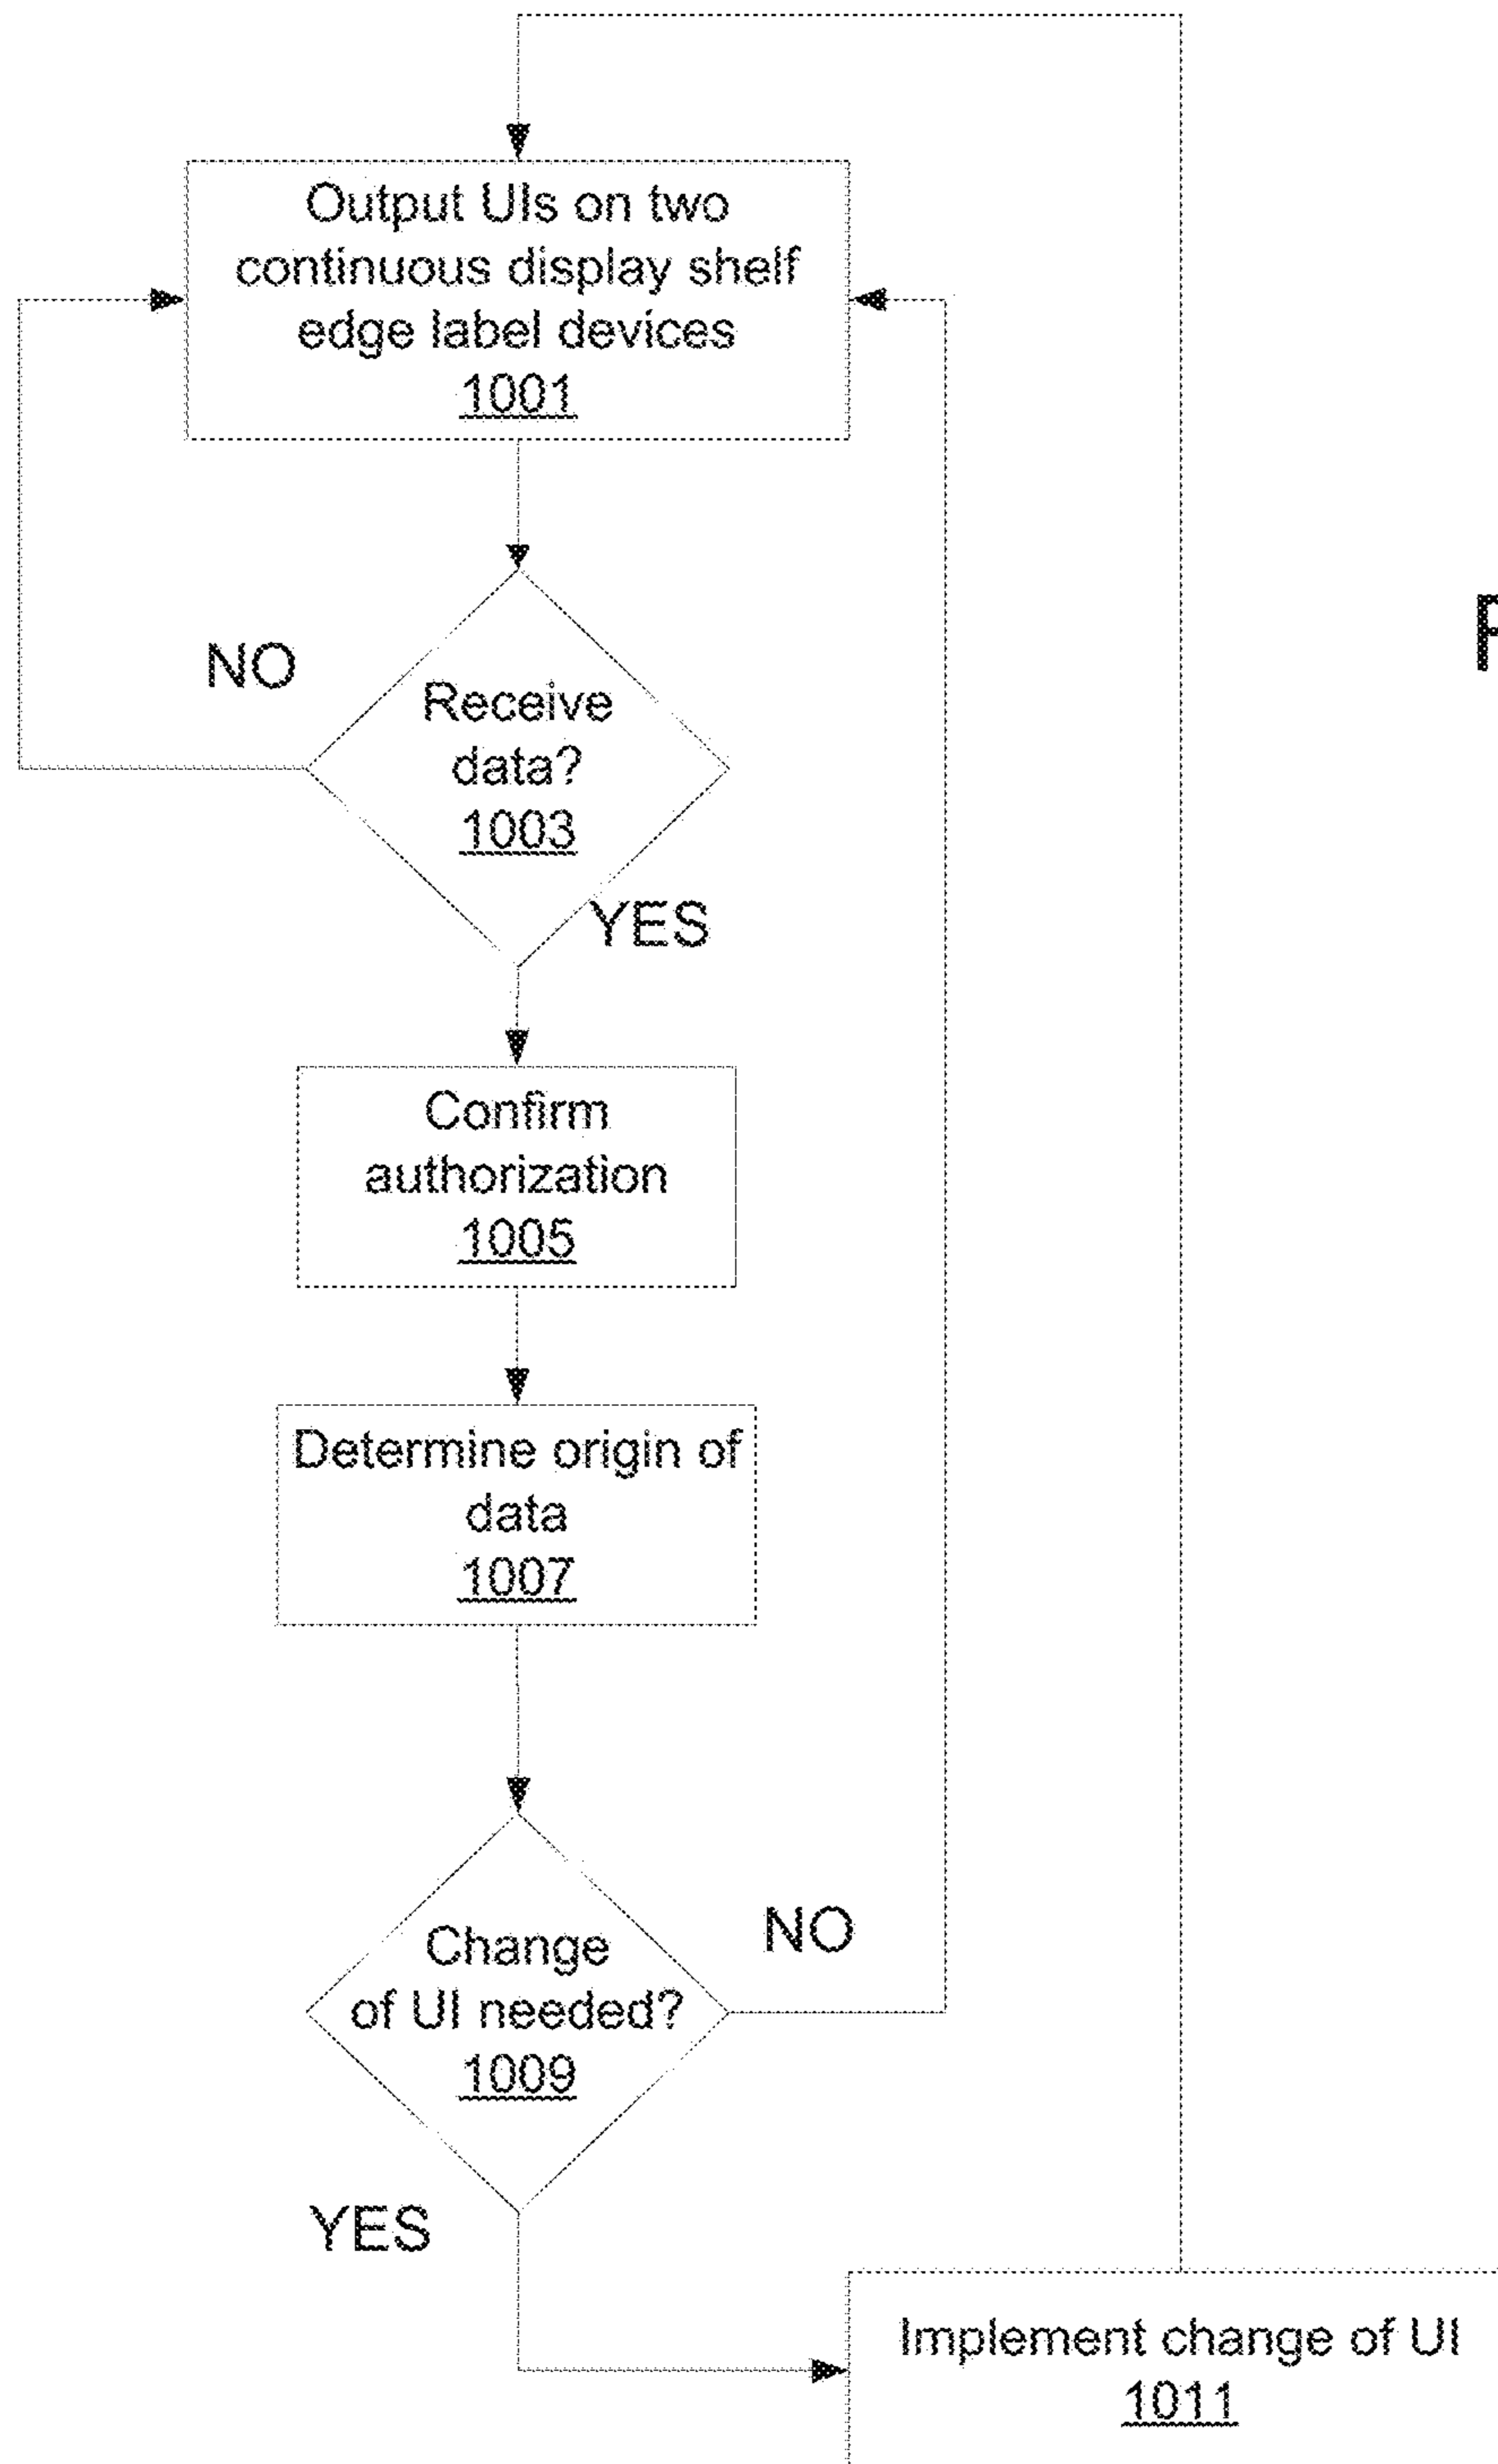 Output UIs on two
continuous display shelf
edge label devices
1001
NO
Receive
data?
1003
YES
Confirm
authorization
1005
Determine origin of
data
1007
Change
of UI needed?
1009
NO
YES
Implement change of UI
1011